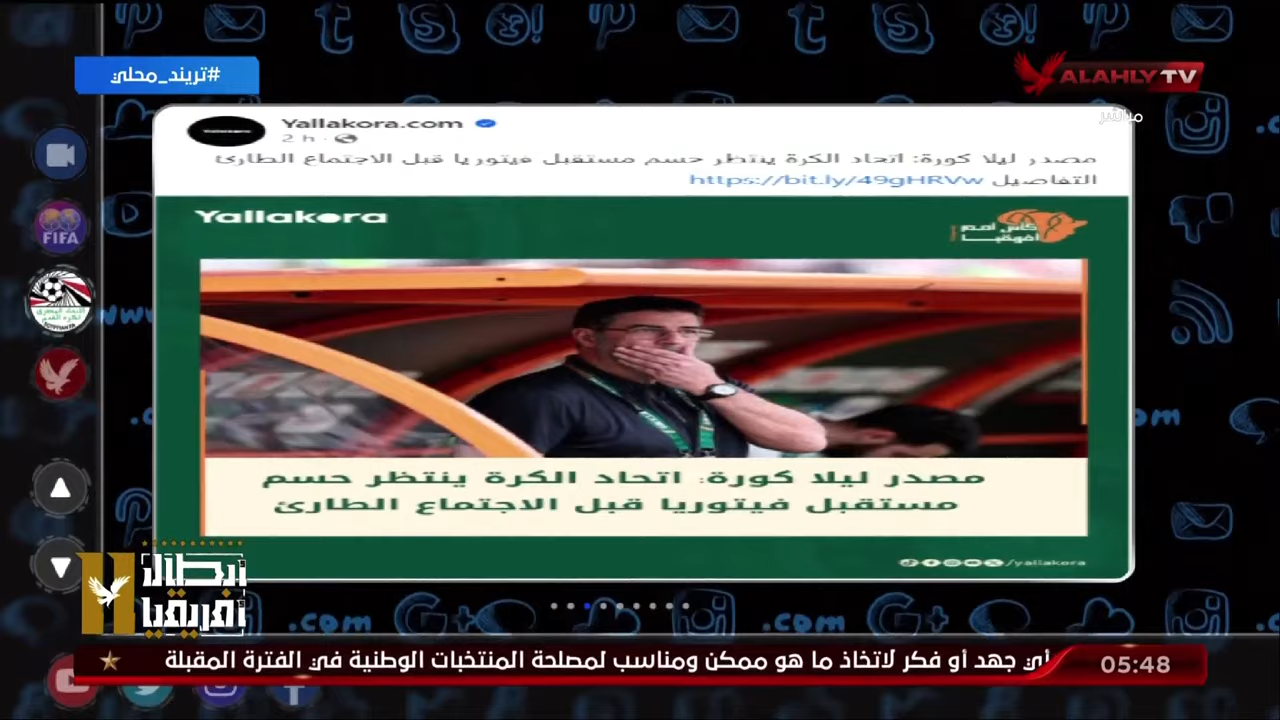 #تريند_محلي
ALAHLY TV
مباشر
Yallakora.com
2 h
مصدر ليلا كورة: اتحاد الكرة ينتظر حسم مستقبل فيتوريا قبل الاجتماع الطارئ
التفاصيل https://bit.ly/49gHRVw
Yallakora
كأس أمم
أفريقيا
FIFA
مصدر ليلا كورة: اتحاد الكرة ينتظر حسم
مستقبل فيتوريا قبل الاجتماع الطارئ
/yallakora
أبطال
أفريقيا
11
أي جهد أو فكر لاتخاذ ما هو ممكن ومناسب لمصلحة المنتخبات الوطنية في الفترة المقبلة
05:48